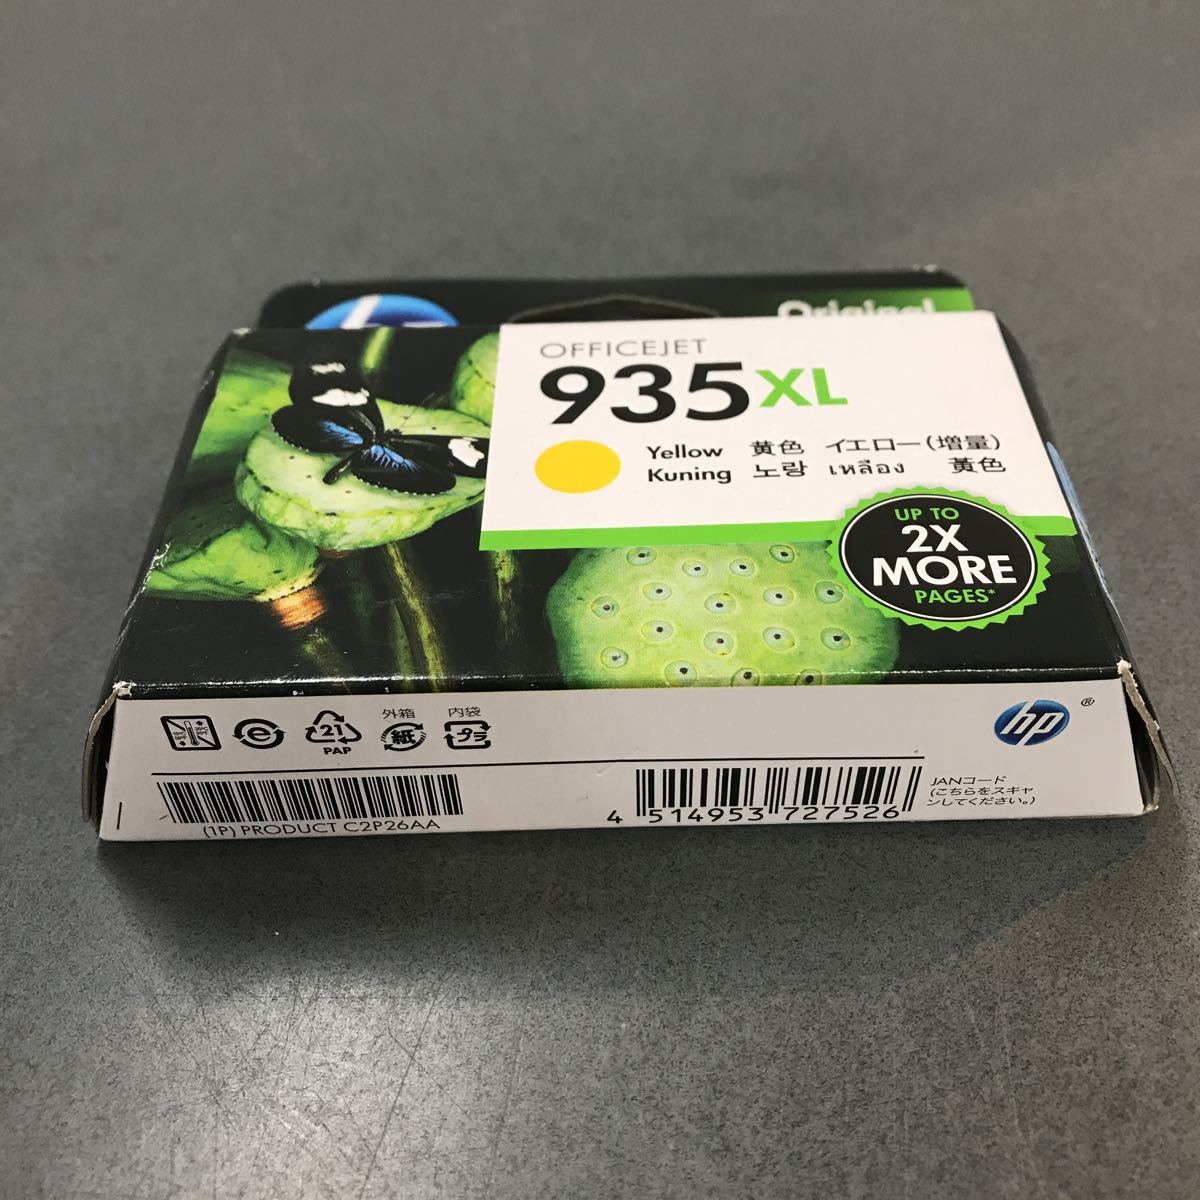 Original
OFFICEJET
935XL
Yellow 黃色 イエロー(増量)
Kuning 노랑 เหลือง 黃色
UP TO
2X
MORE
PAGES*
外箱 内袋
21
PAP
紙 プラ
hp ®
JANコード
(こちらをスキャ
ンしてください。)
(1P) PRODUCT C2P26AA
4 514953 727526